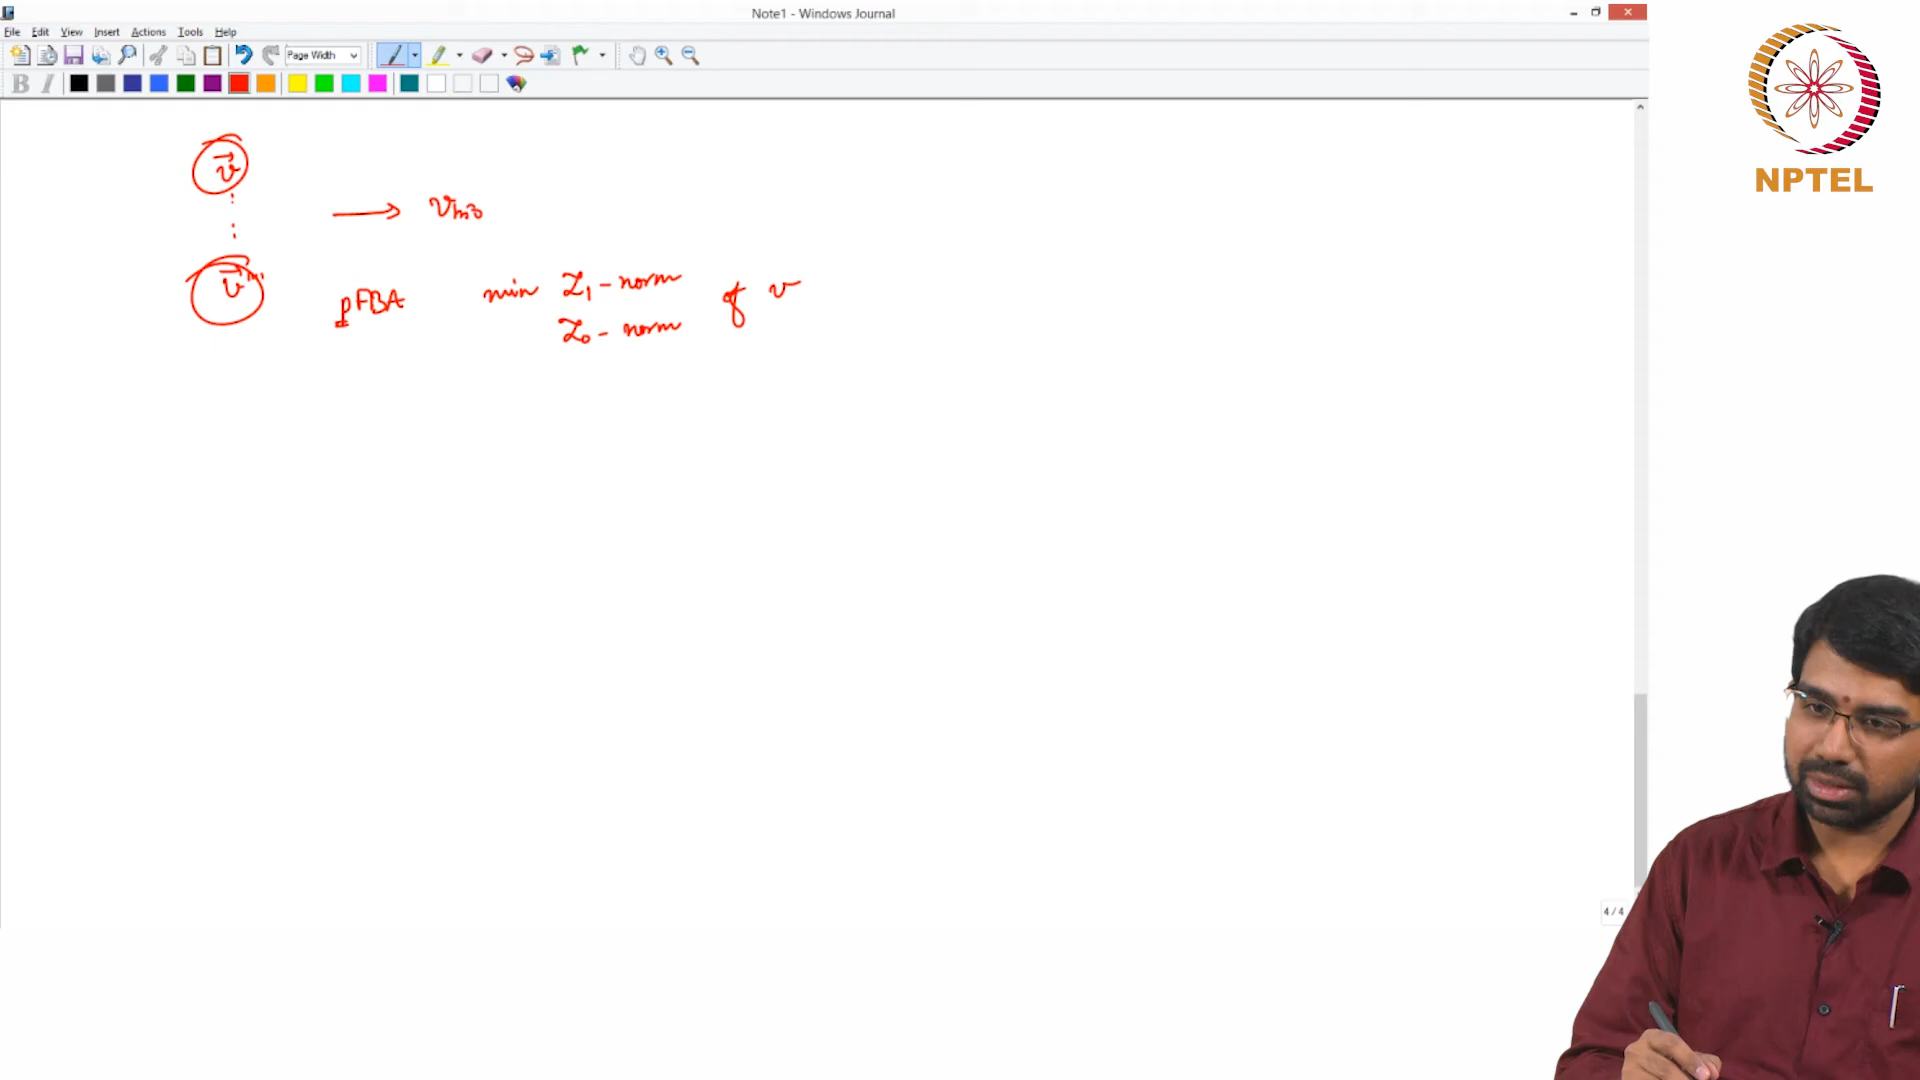 Note1 - Windows Journal
File Edit View Insert Actions Tools Help
Page Width
B I
NPTEL
v
pFBA min L1-norm of v
L0-norm
4 / 4